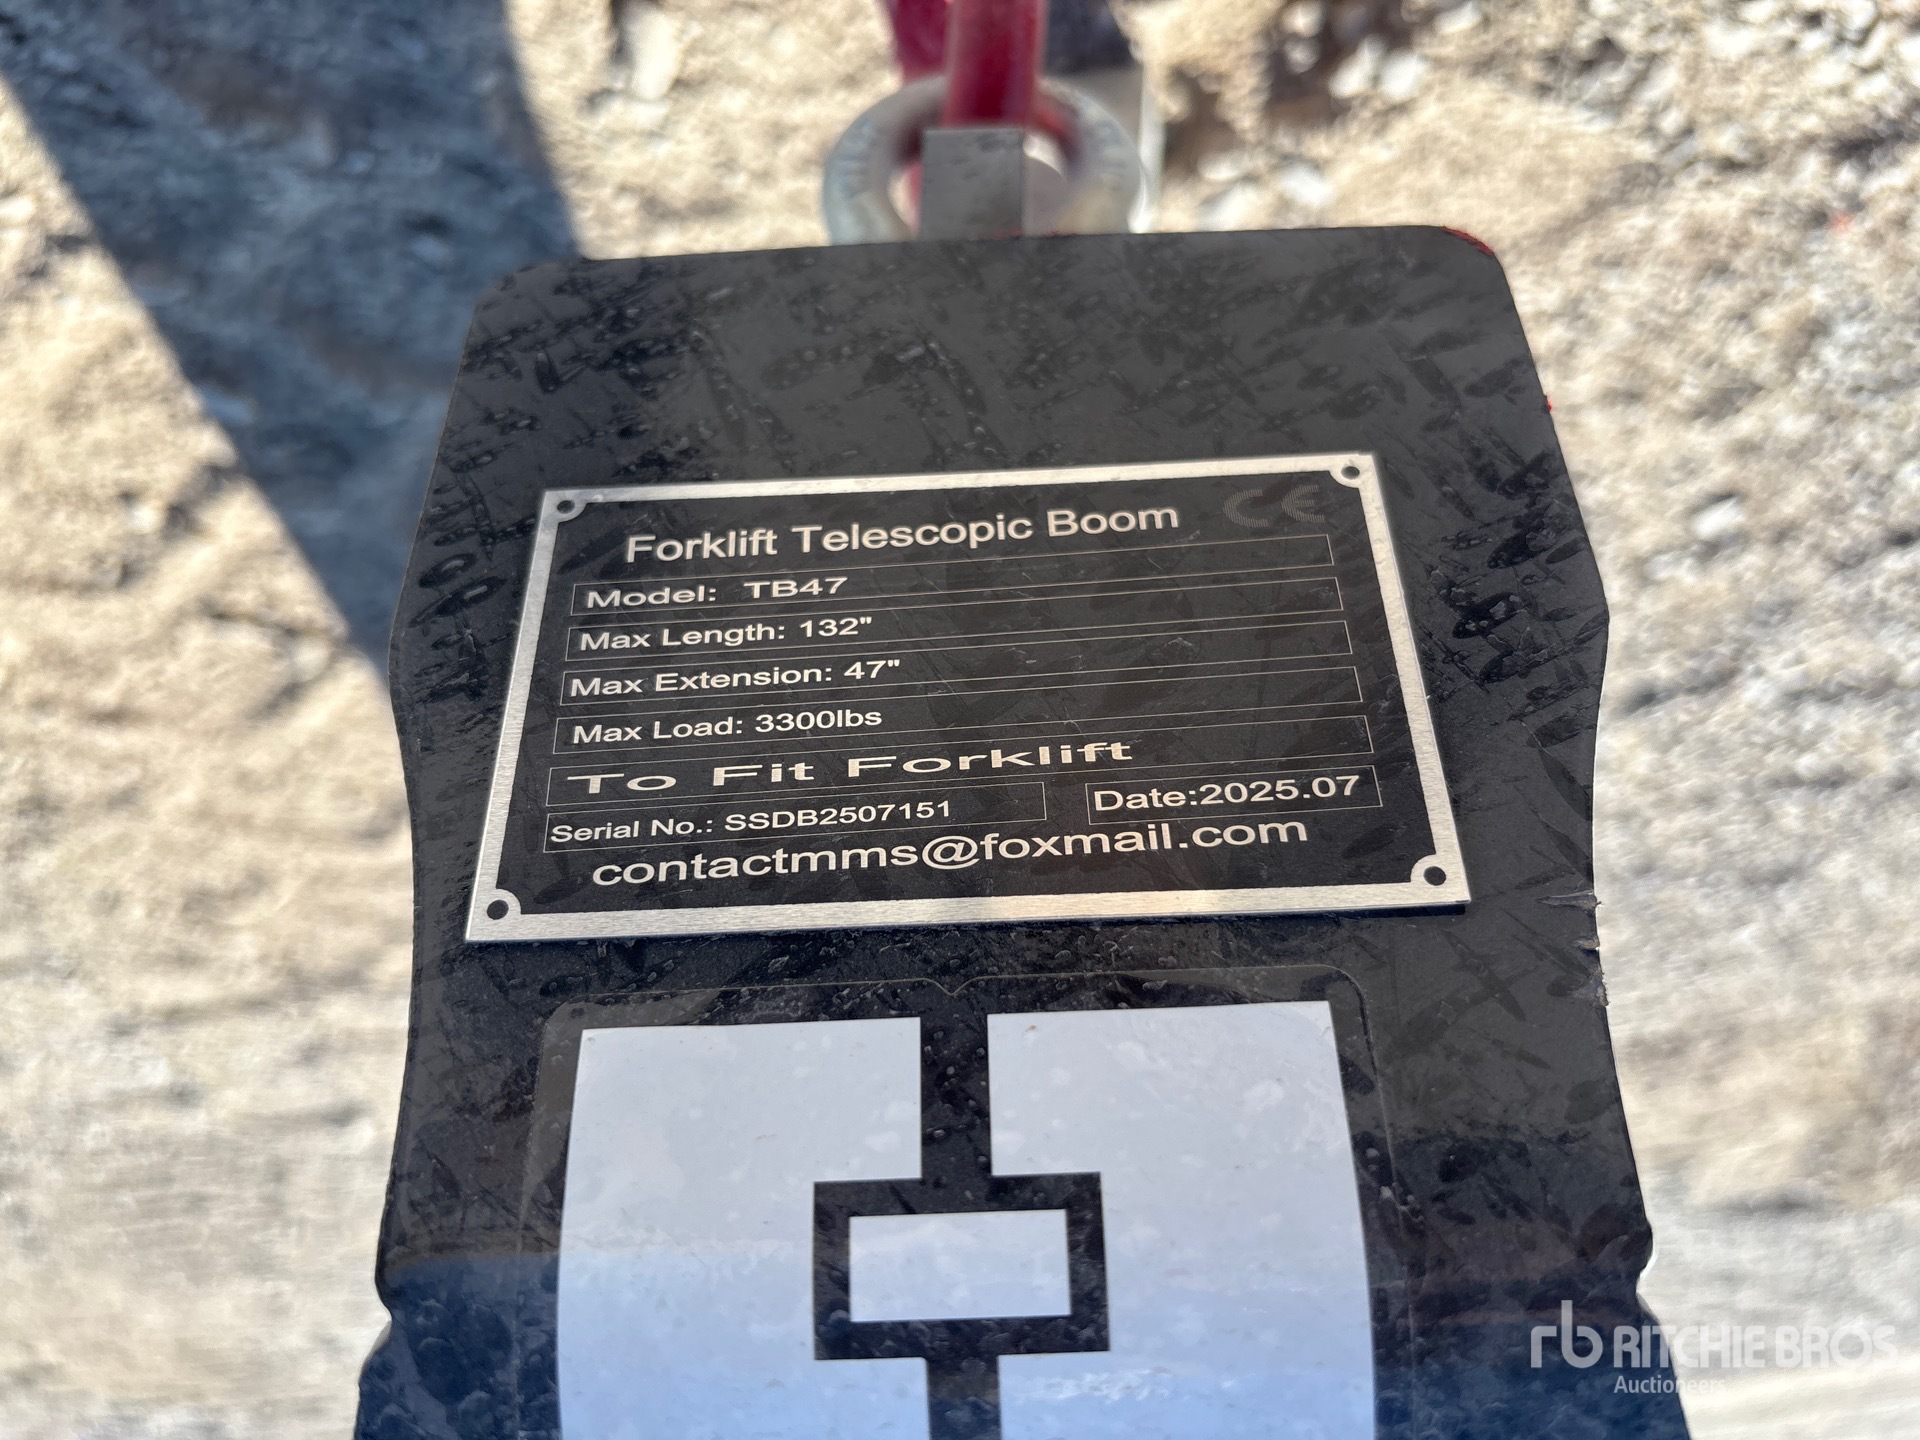 Forklift Telescopic Boom CE
Model: TB47
Max Length: 132"
Max Extension: 47"
Max Load: 3300lbs
To Fit Forklift
Serial No.: SSDB2507151 Date:2025.07
contactmms@foxmail.com
rb RITCHIE BROS
Auctioneers